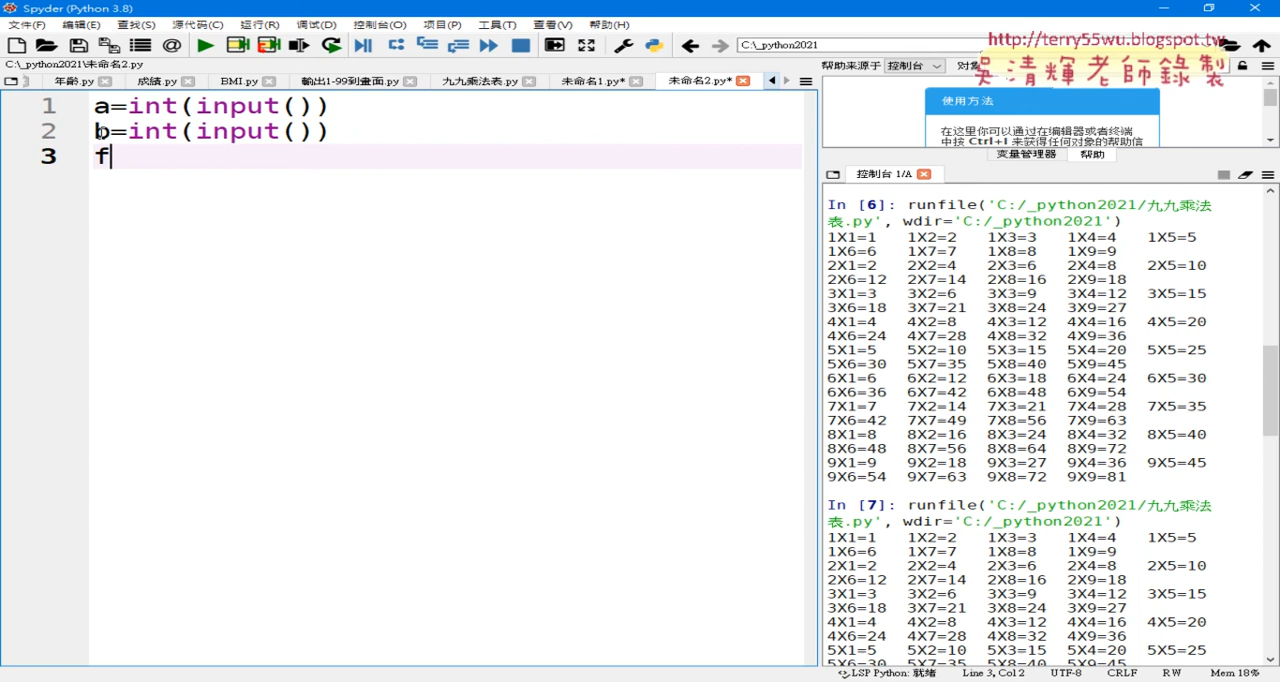 Spyder (Python 3.8)
文件(F) 编辑(E) 查找(S) 源代码(C) 运行(R) 调试(D) 控制台(O) 项目(P) 工具(T) 查看(V) 帮助(H)
C:\_python2021
http://terry55wu.blogspot.tw
C:\_python2021\未命名2.py
帮助来源于 控制台 对象
吳清輝老師錄製
年齡.py 成績.py BMI.py 輸出1-99到畫面.py 九九乘法表.py 未命名1.py* 未命名2.py*
1 a=int(input())
2 b=int(input())
3 f
使用方法
在这里你可以通过在编辑器或者终端
中按 Ctrl+I 来获得任何对象的帮助信
变量管理器 帮助
控制台 1/A
In [6]: runfile('C:/_python2021/九九乘法
表.py', wdir='C:/_python2021')
1X1=1 1X2=2 1X3=3 1X4=4 1X5=5
1X6=6 1X7=7 1X8=8 1X9=9
2X1=2 2X2=4 2X3=6 2X4=8 2X5=10
2X6=12 2X7=14 2X8=16 2X9=18
3X1=3 3X2=6 3X3=9 3X4=12 3X5=15
3X6=18 3X7=21 3X8=24 3X9=27
4X1=4 4X2=8 4X3=12 4X4=16 4X5=20
4X6=24 4X7=28 4X8=32 4X9=36
5X1=5 5X2=10 5X3=15 5X4=20 5X5=25
5X6=30 5X7=35 5X8=40 5X9=45
6X1=6 6X2=12 6X3=18 6X4=24 6X5=30
6X6=36 6X7=42 6X8=48 6X9=54
7X1=7 7X2=14 7X3=21 7X4=28 7X5=35
7X6=42 7X7=49 7X8=56 7X9=63
8X1=8 8X2=16 8X3=24 8X4=32 8X5=40
8X6=48 8X7=56 8X8=64 8X9=72
9X1=9 9X2=18 9X3=27 9X4=36 9X5=45
9X6=54 9X7=63 9X8=72 9X9=81
In [7]: runfile('C:/_python2021/九九乘法
表.py', wdir='C:/_python2021')
1X1=1 1X2=2 1X3=3 1X4=4 1X5=5
1X6=6 1X7=7 1X8=8 1X9=9
2X1=2 2X2=4 2X3=6 2X4=8 2X5=10
2X6=12 2X7=14 2X8=16 2X9=18
3X1=3 3X2=6 3X3=9 3X4=12 3X5=15
3X6=18 3X7=21 3X8=24 3X9=27
4X1=4 4X2=8 4X3=12 4X4=16 4X5=20
4X6=24 4X7=28 4X8=32 4X9=36
5X1=5 5X2=10 5X3=15 5X4=20 5X5=25
5X6=30 5X7=35 5X8=40 5X9=45
LSP Python: 就绪 Line 3, Col 2 UTF-8 CRLF RW Mem 18%